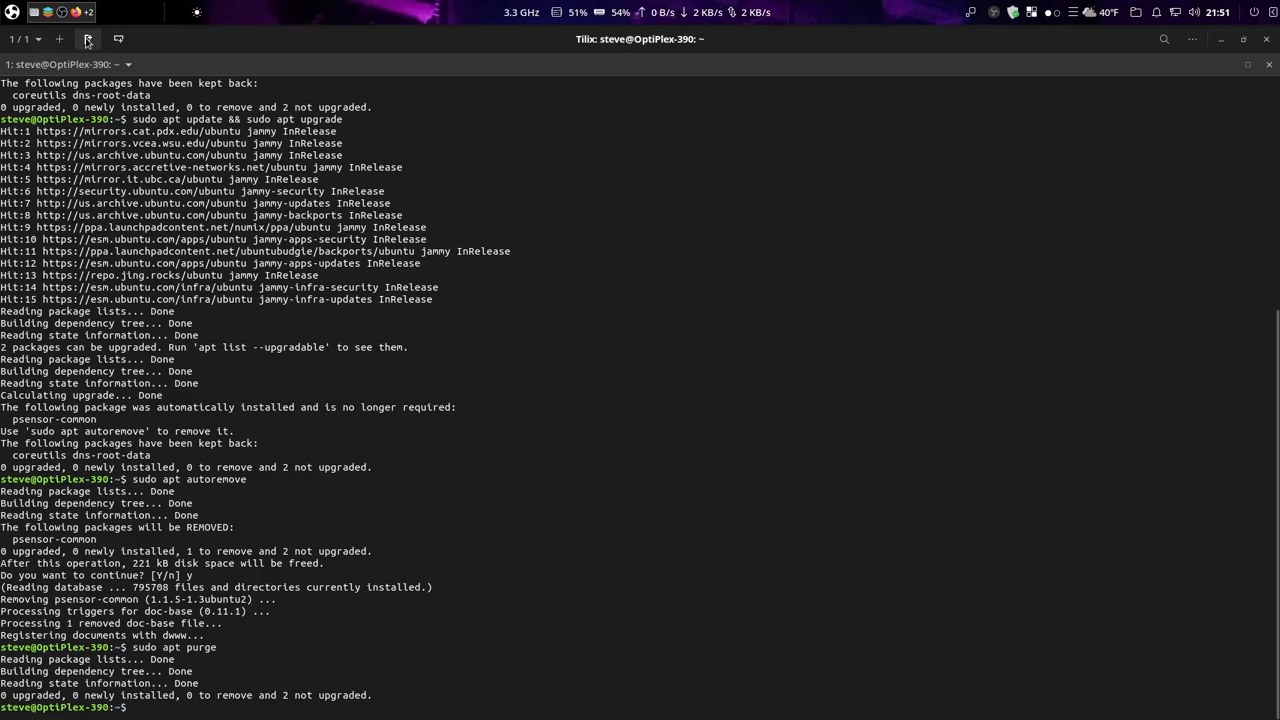 +2
3.3 GHz 51% 54% 0 B/s 2 KB/s 2 KB/s
40°F 21:51
1 / 1
Tilix: steve@OptiPlex-390: ~
1: steve@OptiPlex-390: ~
The following packages have been kept back:
  coreutils dns-root-data
0 upgraded, 0 newly installed, 0 to remove and 2 not upgraded.
steve@OptiPlex-390:~$ sudo apt update && sudo apt upgrade
Hit:1 https://mirrors.cat.pdx.edu/ubuntu jammy InRelease
Hit:2 https://mirrors.vcea.wsu.edu/ubuntu jammy InRelease
Hit:3 http://us.archive.ubuntu.com/ubuntu jammy InRelease
Hit:4 https://mirrors.accretive-networks.net/ubuntu jammy InRelease
Hit:5 https://mirror.it.ubc.ca/ubuntu jammy InRelease
Hit:6 http://security.ubuntu.com/ubuntu jammy-security InRelease
Hit:7 http://us.archive.ubuntu.com/ubuntu jammy-updates InRelease
Hit:8 http://us.archive.ubuntu.com/ubuntu jammy-backports InRelease
Hit:9 https://ppa.launchpadcontent.net/numix/ppa/ubuntu jammy InRelease
Hit:10 https://esm.ubuntu.com/apps/ubuntu jammy-apps-security InRelease
Hit:11 https://ppa.launchpadcontent.net/ubuntubudgie/backports/ubuntu jammy InRelease
Hit:12 https://esm.ubuntu.com/apps/ubuntu jammy-apps-updates InRelease
Hit:13 https://repo.jing.rocks/ubuntu jammy InRelease
Hit:14 https://esm.ubuntu.com/infra/ubuntu jammy-infra-security InRelease
Hit:15 https://esm.ubuntu.com/infra/ubuntu jammy-infra-updates InRelease
Reading package lists... Done
Building dependency tree... Done
Reading state information... Done
2 packages can be upgraded. Run 'apt list --upgradable' to see them.
Reading package lists... Done
Building dependency tree... Done
Reading state information... Done
Calculating upgrade... Done
The following package was automatically installed and is no longer required:
  psensor-common
Use 'sudo apt autoremove' to remove it.
The following packages have been kept back:
  coreutils dns-root-data
0 upgraded, 0 newly installed, 0 to remove and 2 not upgraded.
steve@OptiPlex-390:~$ sudo apt autoremove
Reading package lists... Done
Building dependency tree... Done
Reading state information... Done
The following packages will be REMOVED:
  psensor-common
0 upgraded, 0 newly installed, 1 to remove and 2 not upgraded.
After this operation, 221 kB disk space will be freed.
Do you want to continue? [Y/n] y
(Reading database ... 795708 files and directories currently installed.)
Removing psensor-common (1.1.5-1.3ubuntu2) ...
Processing triggers for doc-base (0.11.1) ...
Processing 1 removed doc-base file...
Registering documents with dwww...
steve@OptiPlex-390:~$ sudo apt purge
Reading package lists... Done
Building dependency tree... Done
Reading state information... Done
0 upgraded, 0 newly installed, 0 to remove and 2 not upgraded.
steve@OptiPlex-390:~$